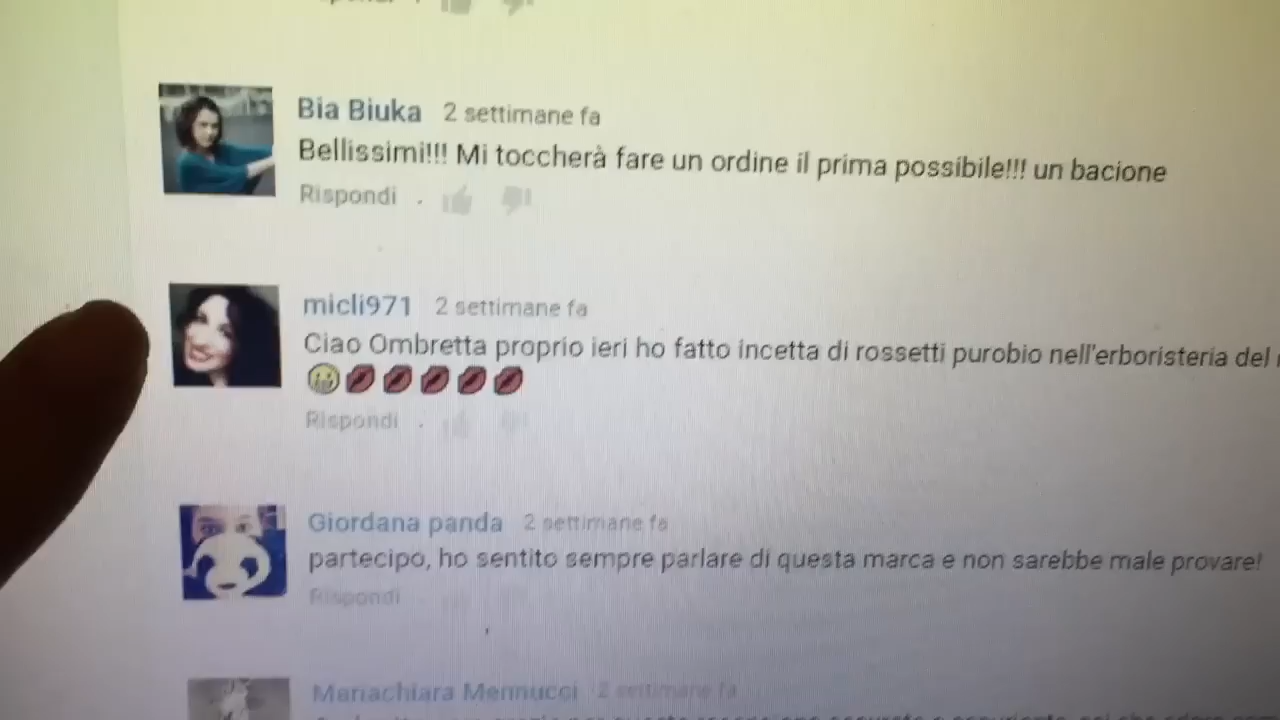 Bia Biuka 2 settimane fa
Bellissimi!!! Mi toccherà fare un ordine il prima possibile!!! un bacione
Rispondi
micli971 2 settimane fa
Ciao Ombretta proprio ieri ho fatto incetta di rossetti purobio nell'erboristeria del
Rispondi
Giordana panda 2 settimane fa
partecipo, ho sentito sempre parlare di questa marca e non sarebbe male provare!
Rispondi
Mariachiara Mennucci 2 settimane fa